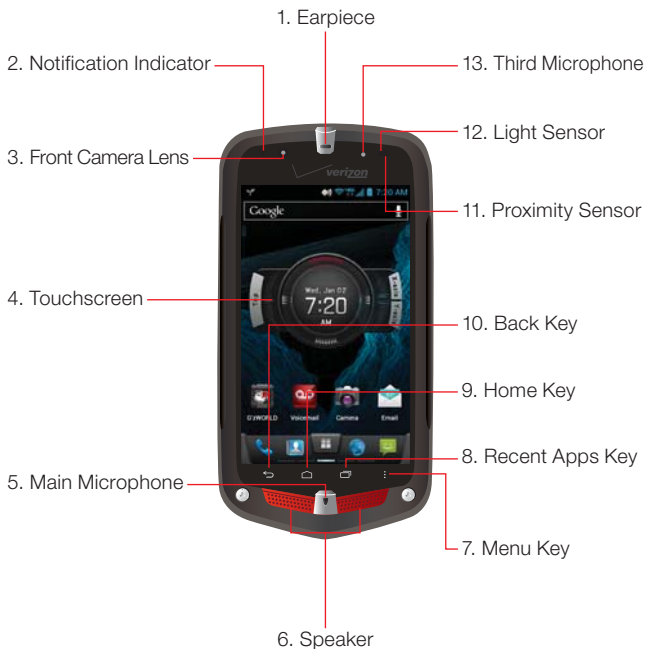 1. Earpiece
2. Notification Indicator
13. Third Microphone
12. Light Sensor
3. Front Camera Lens
verizon
11. Proximity Sensor
7:20 AM
Google
4. Touchscreen
Wed, Jan 02
7:20
AM
10. Back Key
9. Home Key
G'zWORLD Voicemail Camera Email
8. Recent Apps Key
5. Main Microphone
7. Menu Key
6. Speaker